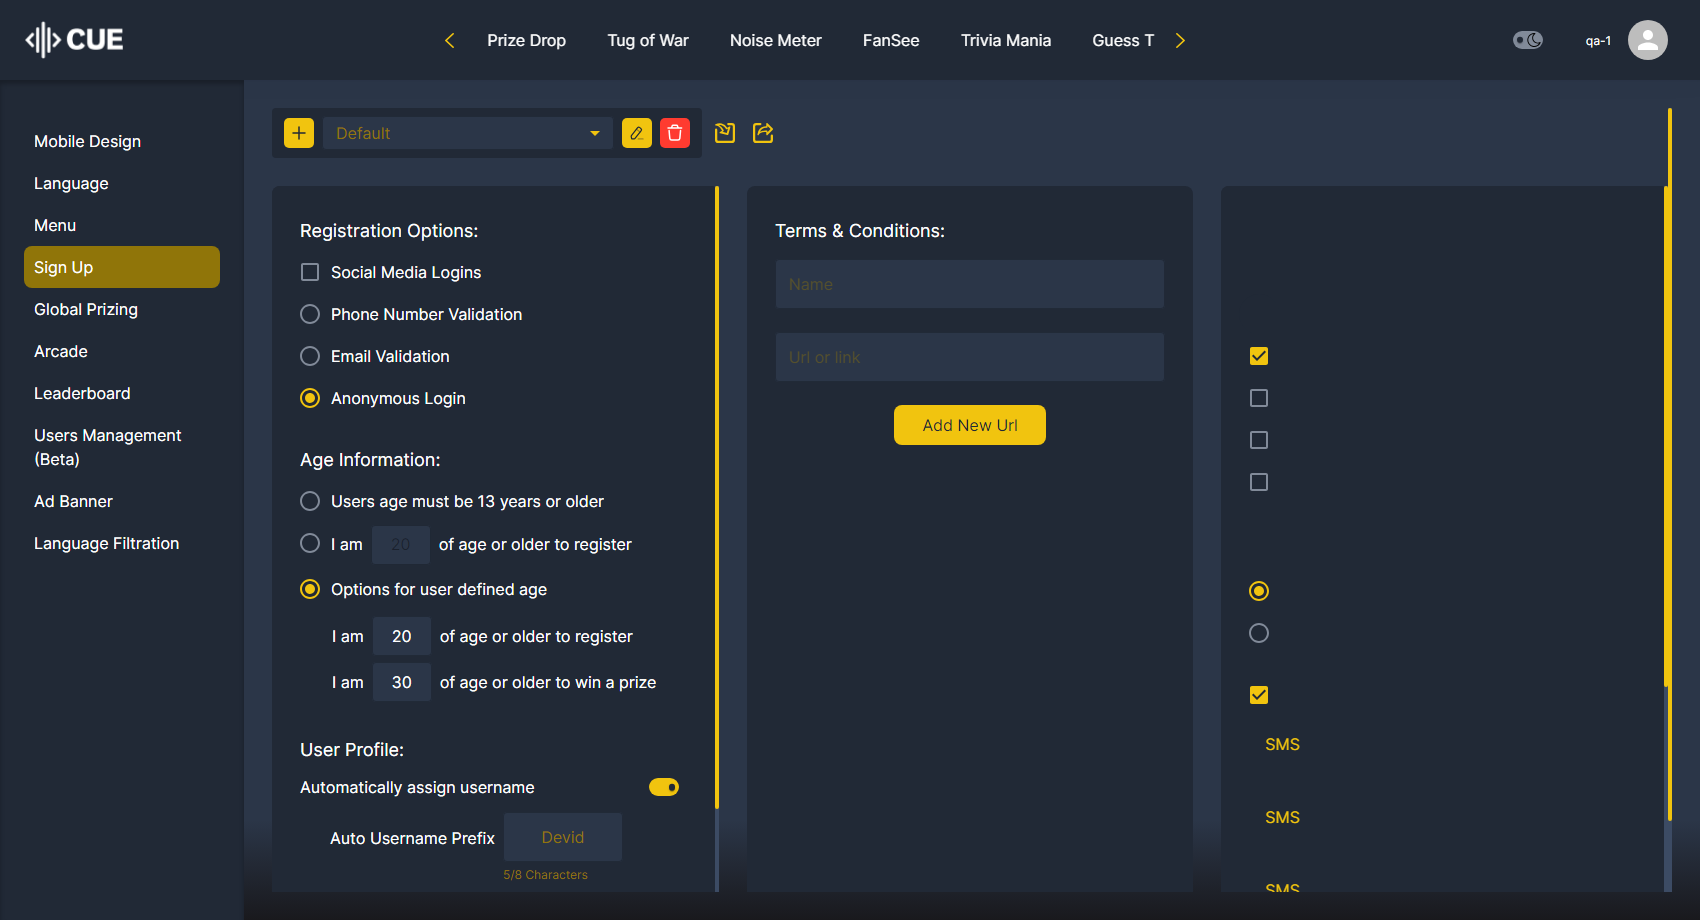 CUE
Prize Drop
Tug of War
Noise Meter
FanSee
Trivia Mania
Guess T
qa-1
Mobile Design
Language
Menu
Sign Up
Global Prizing
Arcade
Leaderboard
Users Management
(Beta)
Ad Banner
Language Filtration
Default
Registration Options:
Social Media Logins
Phone Number Validation
Email Validation
Anonymous Login
Age Information:
Users age must be 13 years or older
I am 20 of age or older to register
Options for user defined age
I am 20 of age or older to register
I am 30 of age or older to win a prize
User Profile:
Automatically assign username
Auto Username Prefix Devid
5/8 Characters
Terms & Conditions:
Name
Url or link
Add New Url
SMS
SMS
SMS